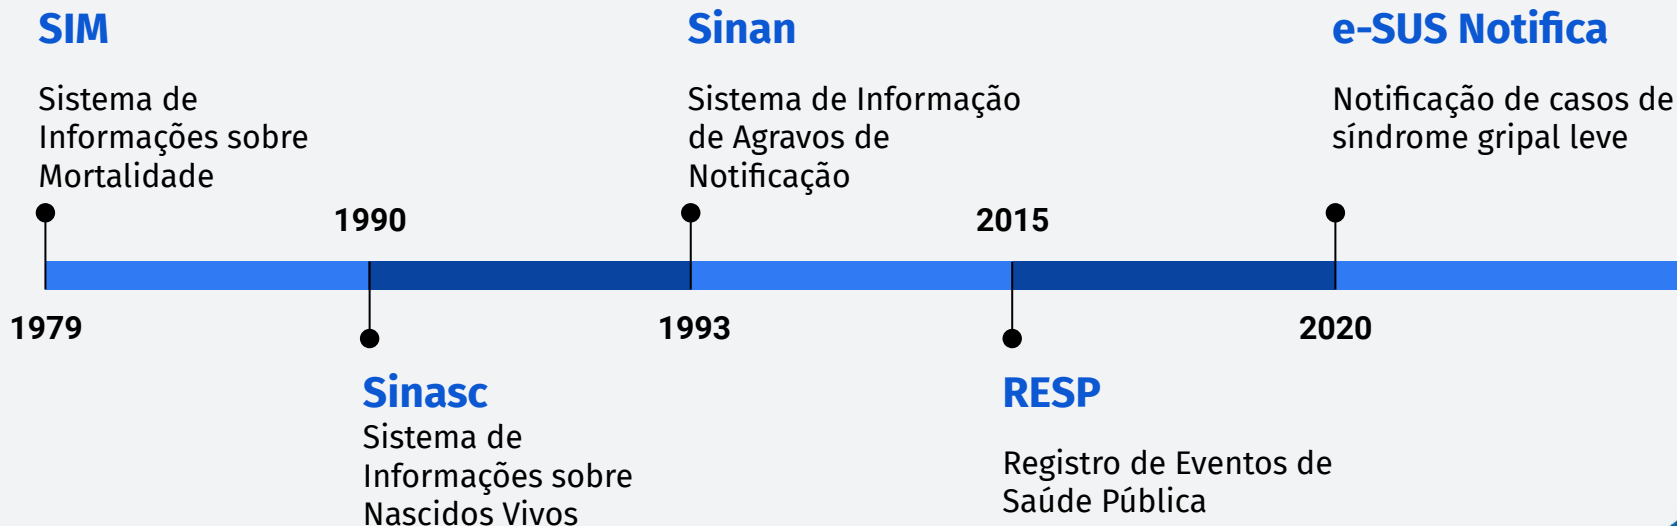 SIM
Sistema de
Informações sobre
Mortalidade
1979
1990
Sinasc
Sistema de
Informações sobre
Nascidos Vivos
Sinan
Sistema de Informação
de Agravos de
Notificação
1993
2015
RESP
Registro de Eventos de
Saúde Pública
e-SUS Notifica
Notificação de casos de
síndrome gripal leve
2020